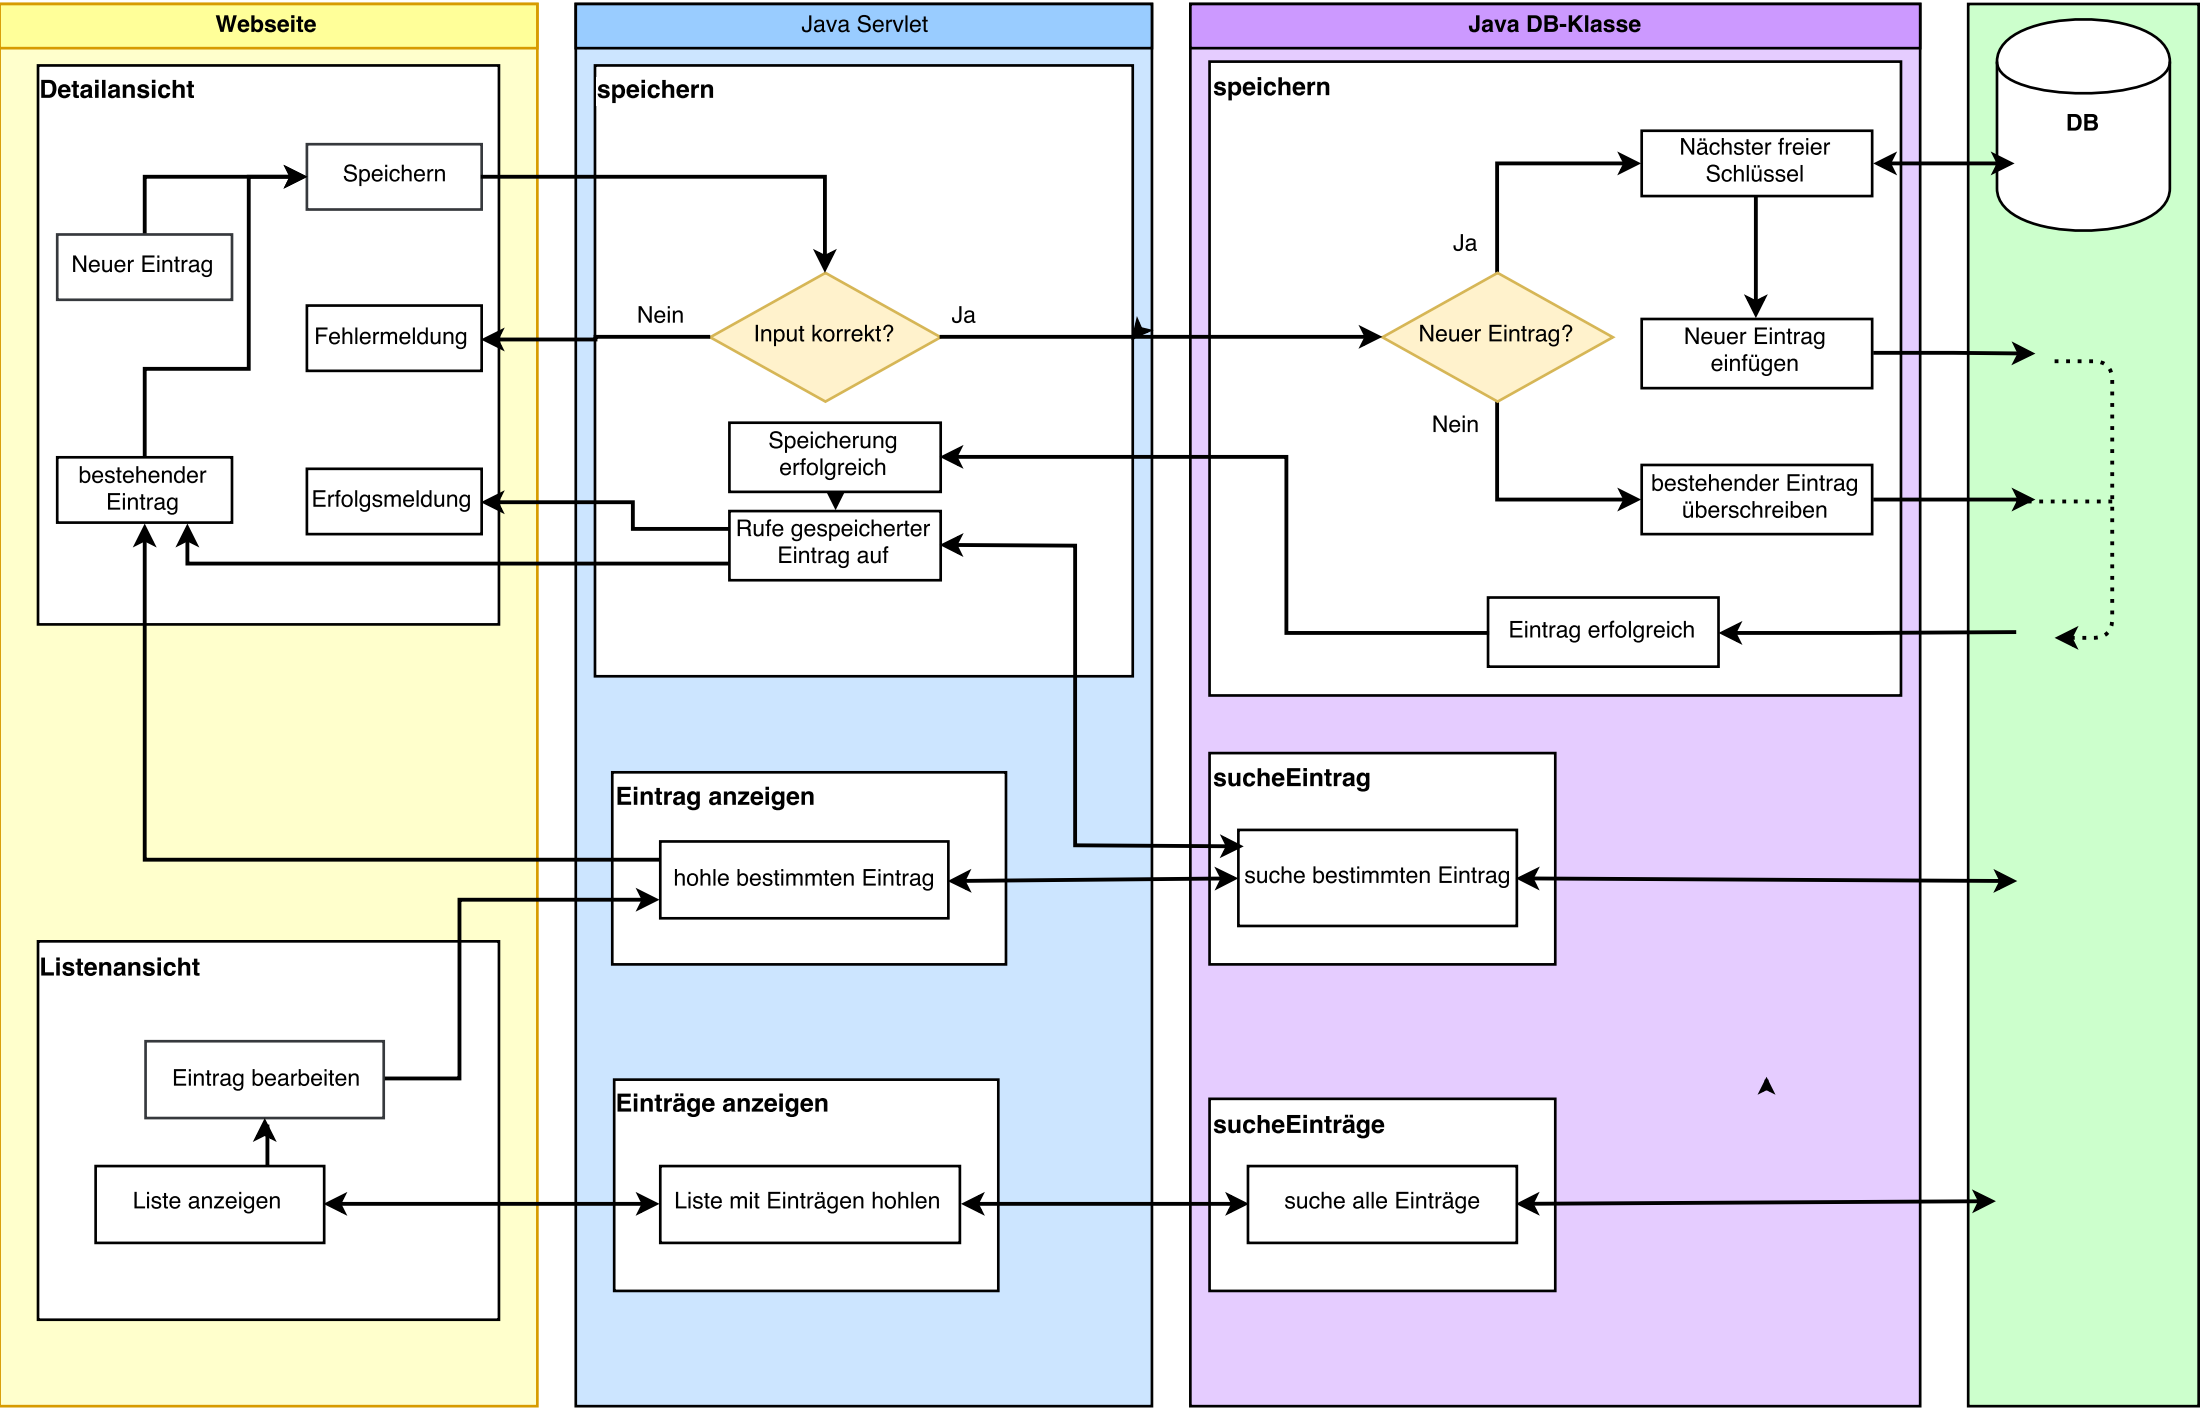 Webseite
Java Servlet
Java DB-Klasse
Detailansicht
Speichern
Neuer Eintrag
Fehlermeldung
bestehender
Eintrag
Erfolgsmeldung
speichern
Nein
Input korrekt?
Ja
Speicherung
erfolgreich
Rufe gespeicherter
Eintrag auf
speichern
Nächster freier
Schlüssel
Ja
Neuer Eintrag?
Neuer Eintrag
einfügen
Nein
bestehender Eintrag
überschreiben
Eintrag erfolgreich
DB
Eintrag anzeigen
hohle bestimmten Eintrag
sucheEintrag
suche bestimmten Eintrag
Listenansicht
Eintrag bearbeiten
Liste anzeigen
Einträge anzeigen
Liste mit Einträgen hohlen
sucheEinträge
suche alle Einträge